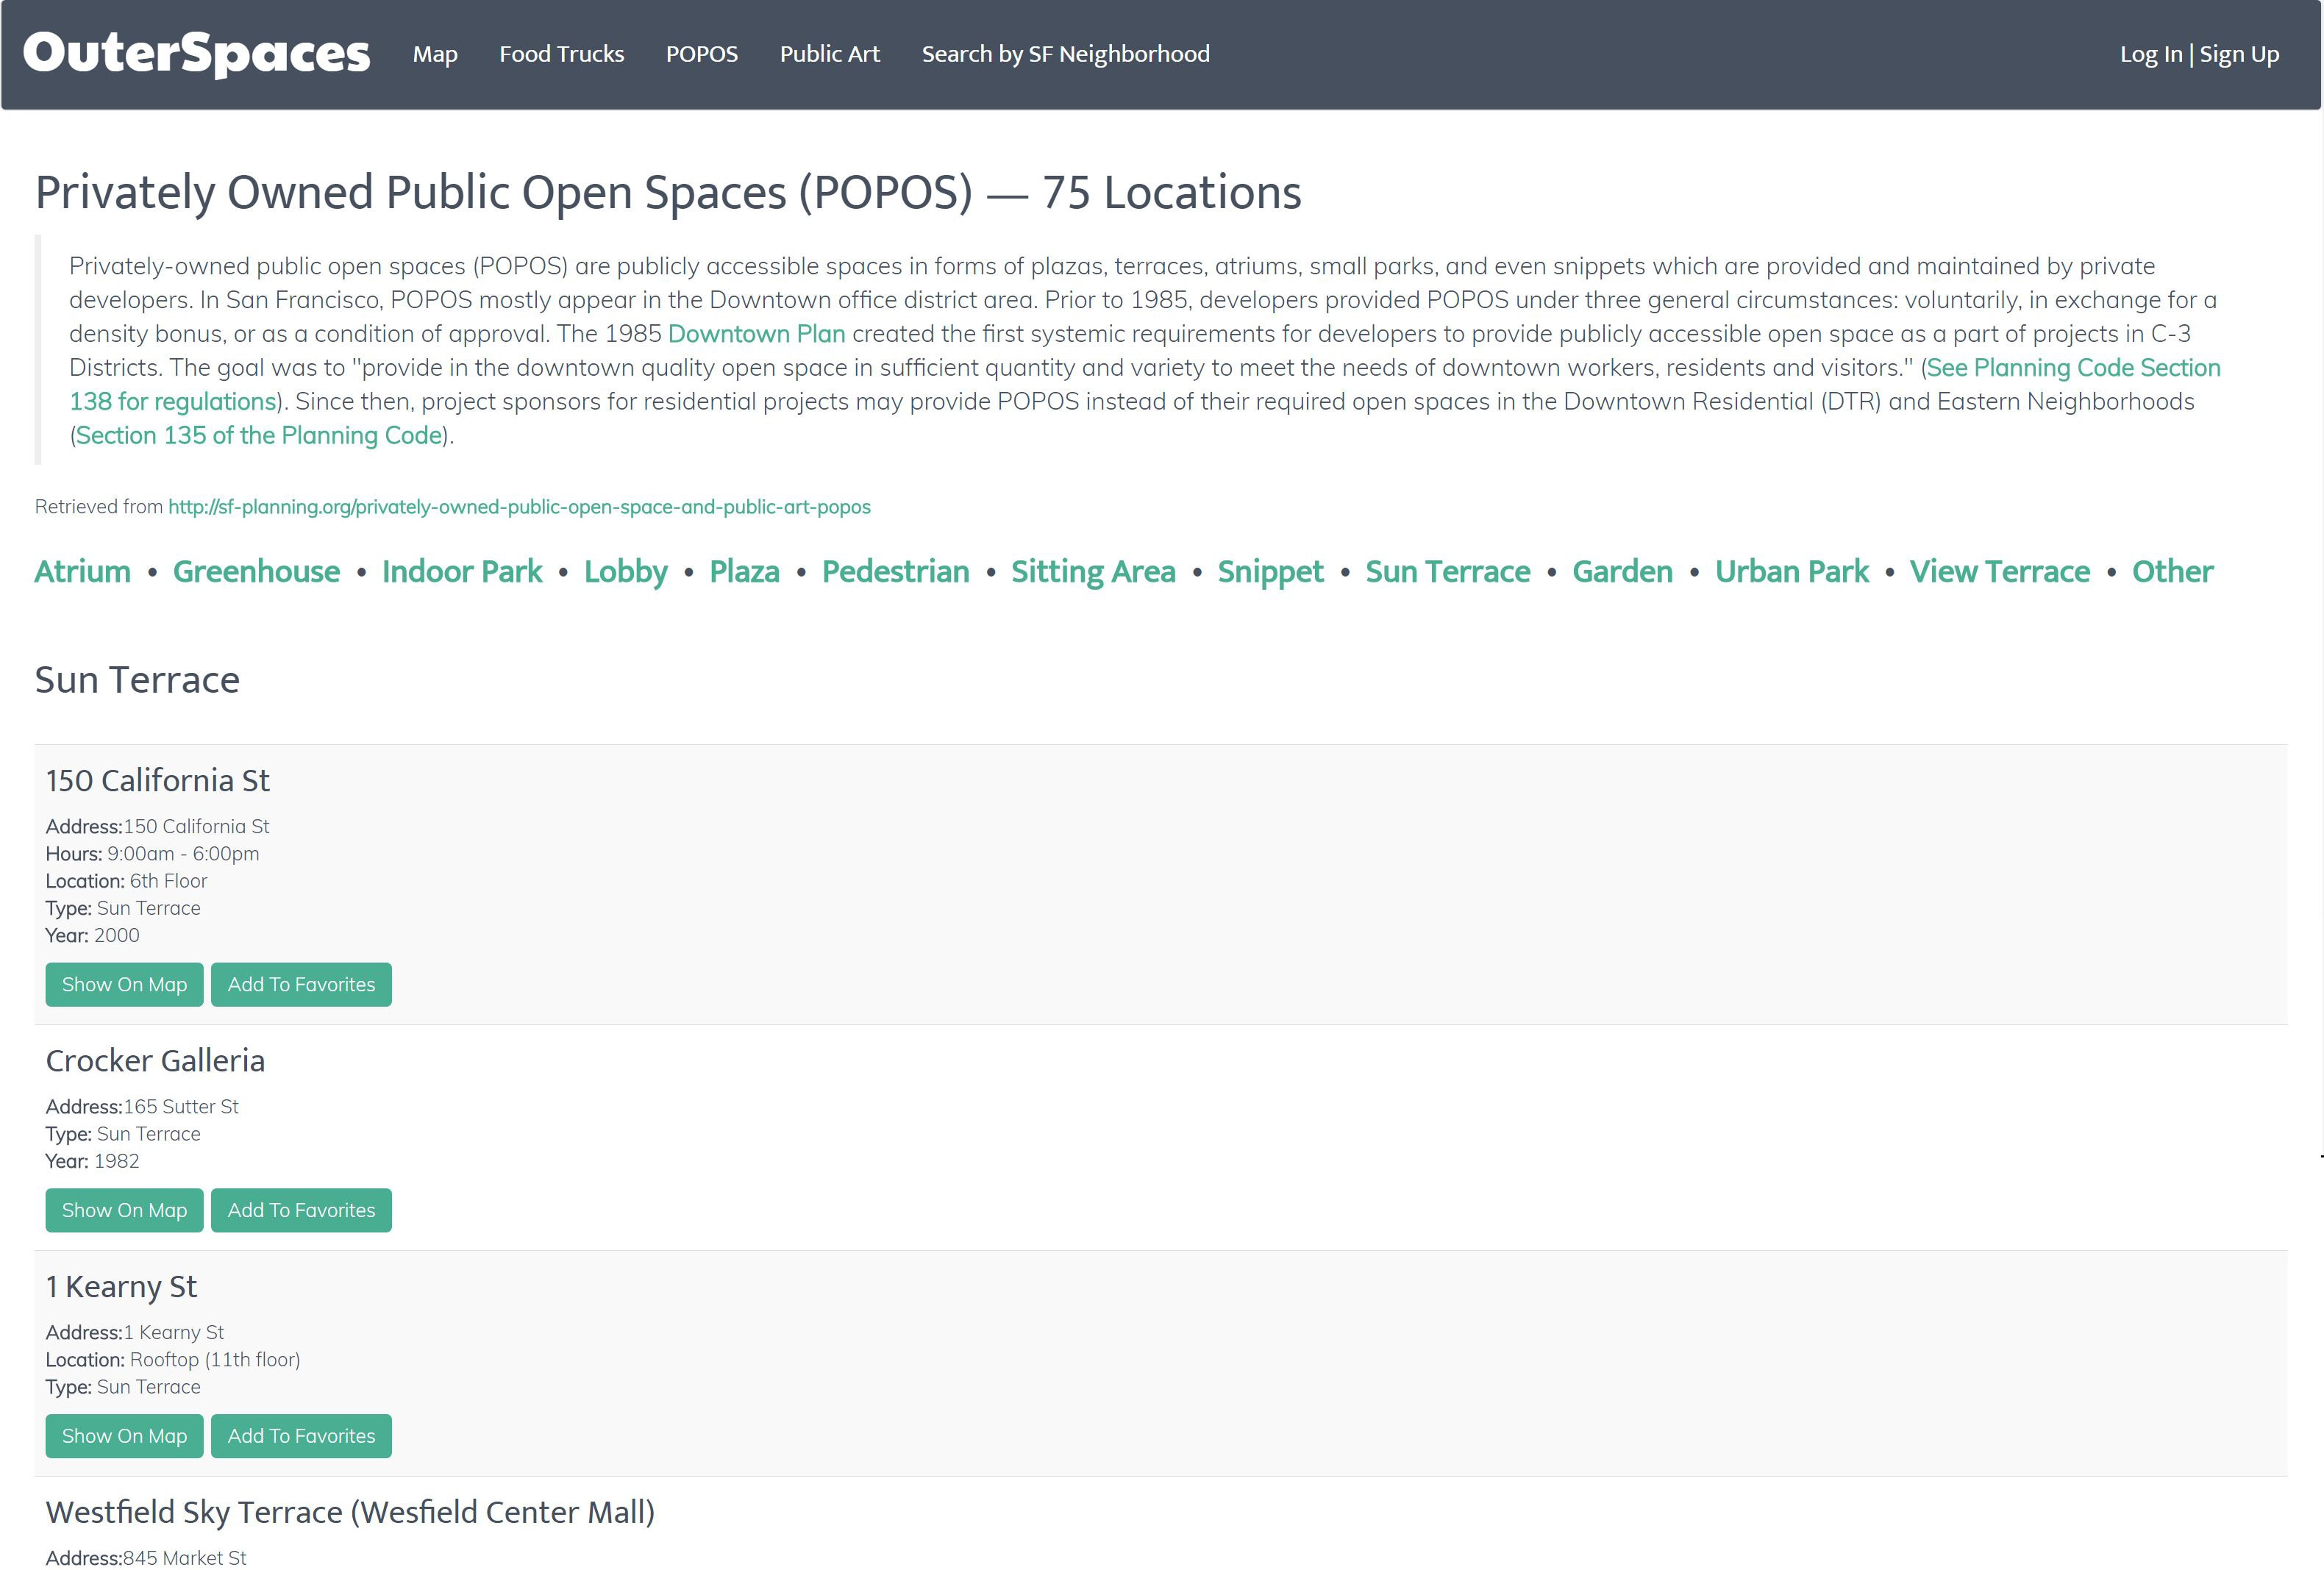 OuterSpaces Map Food Trucks POPOS Public Art Search by SF Neighborhood Log In | Sign Up
Privately Owned Public Open Spaces (POPOS) — 75 Locations
Privately-owned public open spaces (POPOS) are publicly accessible spaces in forms of plazas, terraces, atriums, small parks, and even snippets which are provided and maintained by private
developers. In San Francisco, POPOS mostly appear in the Downtown office district area. Prior to 1985, developers provided POPOS under three general circumstances: voluntarily, in exchange for a
density bonus, or as a condition of approval. The 1985 Downtown Plan created the first systemic requirements for developers to provide publicly accessible open space as a part of projects in C-3
Districts. The goal was to "provide in the downtown quality open space in sufficient quantity and variety to meet the needs of downtown workers, residents and visitors." (See Planning Code Section
138 for regulations). Since then, project sponsors for residential projects may provide POPOS instead of their required open spaces in the Downtown Residential (DTR) and Eastern Neighborhoods
(Section 135 of the Planning Code).
Retrieved from http://sf-planning.org/privately-owned-public-open-space-and-public-art-popos
Atrium • Greenhouse • Indoor Park • Lobby • Plaza • Pedestrian • Sitting Area • Snippet • Sun Terrace • Garden • Urban Park • View Terrace • Other
Sun Terrace
150 California St
Address:150 California St
Hours: 9:00am - 6:00pm
Location: 6th Floor
Type: Sun Terrace
Year: 2000
Show On Map Add To Favorites
Crocker Galleria
Address:165 Sutter St
Type: Sun Terrace
Year: 1982
Show On Map Add To Favorites
1 Kearny St
Address:1 Kearny St
Location: Rooftop (11th floor)
Type: Sun Terrace
Show On Map Add To Favorites
Westfield Sky Terrace (Wesfield Center Mall)
Address:845 Market St